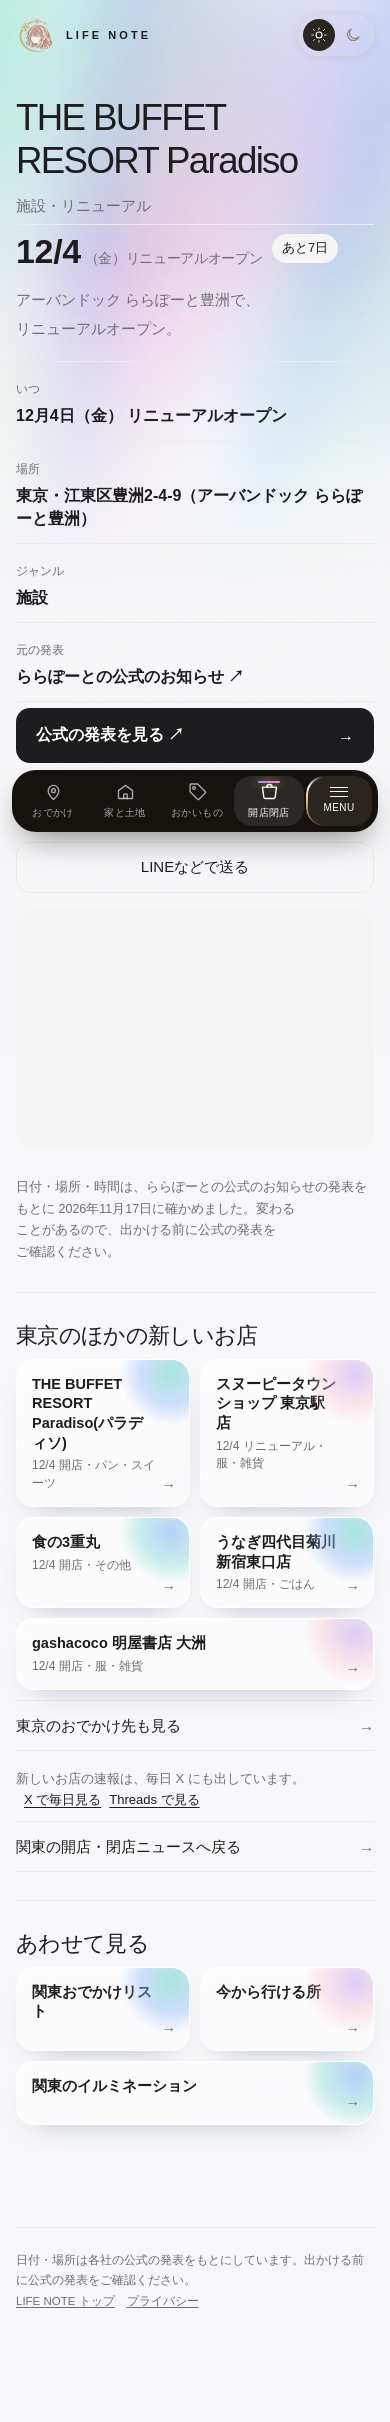 LIFE NOTE
THE BUFFET
RESORT Paradiso
施設・リニューアル
12/4（金）リニューアルオープン あと7日
アーバンドック ららぽーと豊洲で、
リニューアルオープン。
いつ
12月4日（金） リニューアルオープン
場所
東京・江東区豊洲2-4-9（アーバンドック ららぽ
ーと豊洲）
ジャンル
施設
元の発表
ららぽーとの公式のお知らせ ↗
公式の発表を見る ↗ →
おでかけ 家と土地 おかいもの 開店閉店 MENU
LINEなどで送る
日付・場所・時間は、ららぽーとの公式のお知らせの発表を
もとに 2026年11月17日に確かめました。変わる
ことがあるので、出かける前に公式の発表を
ご確認ください。
東京のほかの新しいお店
THE BUFFET
RESORT
Paradiso(パラデ
ィソ)
12/4 開店・パン・スイ
ーツ →
スヌーピータウン
ショップ 東京駅
店
12/4 リニューアル・
服・雑貨 →
食の3重丸
12/4 開店・その他 →
うなぎ四代目菊川
新宿東口店
12/4 開店・ごはん →
gashacoco 明屋書店 大洲
12/4 開店・服・雑貨 →
東京のおでかけ先も見る →
新しいお店の速報は、毎日 X にも出しています。
X で毎日見る Threads で見る
関東の開店・閉店ニュースへ戻る →
あわせて見る
関東おでかけリス
ト →
今から行ける所 →
関東のイルミネーション →
日付・場所は各社の公式の発表をもとにしています。出かける前
に公式の発表をご確認ください。
LIFE NOTE トップ プライバシー